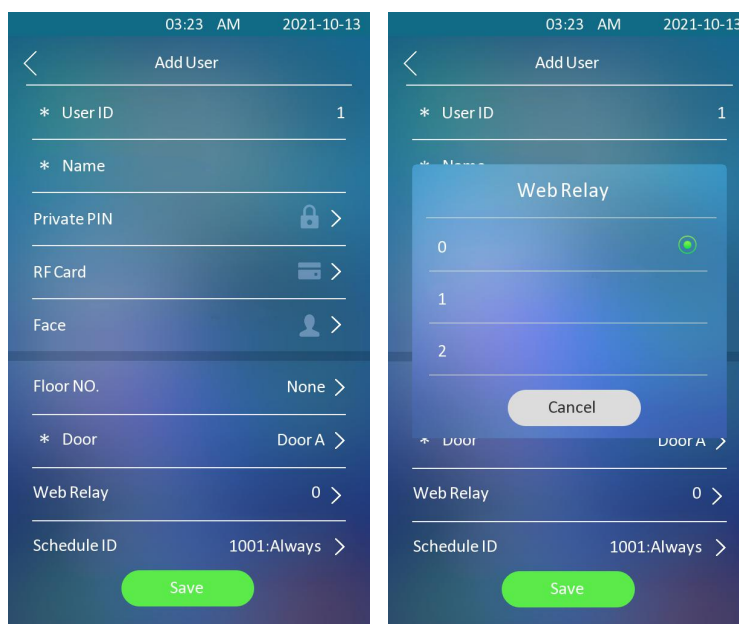 03:23 AM 2021-10-13
Add User
* User ID 1
* Name
Private PIN
RF Card
Face
Floor NO. None
* Door Door A
Web Relay 0
Schedule ID 1001:Always
Save
03:23 AM 2021-10-13
Add User
* User ID 1
* Name
Web Relay
0
1
2
Cancel
* Door Door A
Web Relay 0
Schedule ID 1001:Always
Save